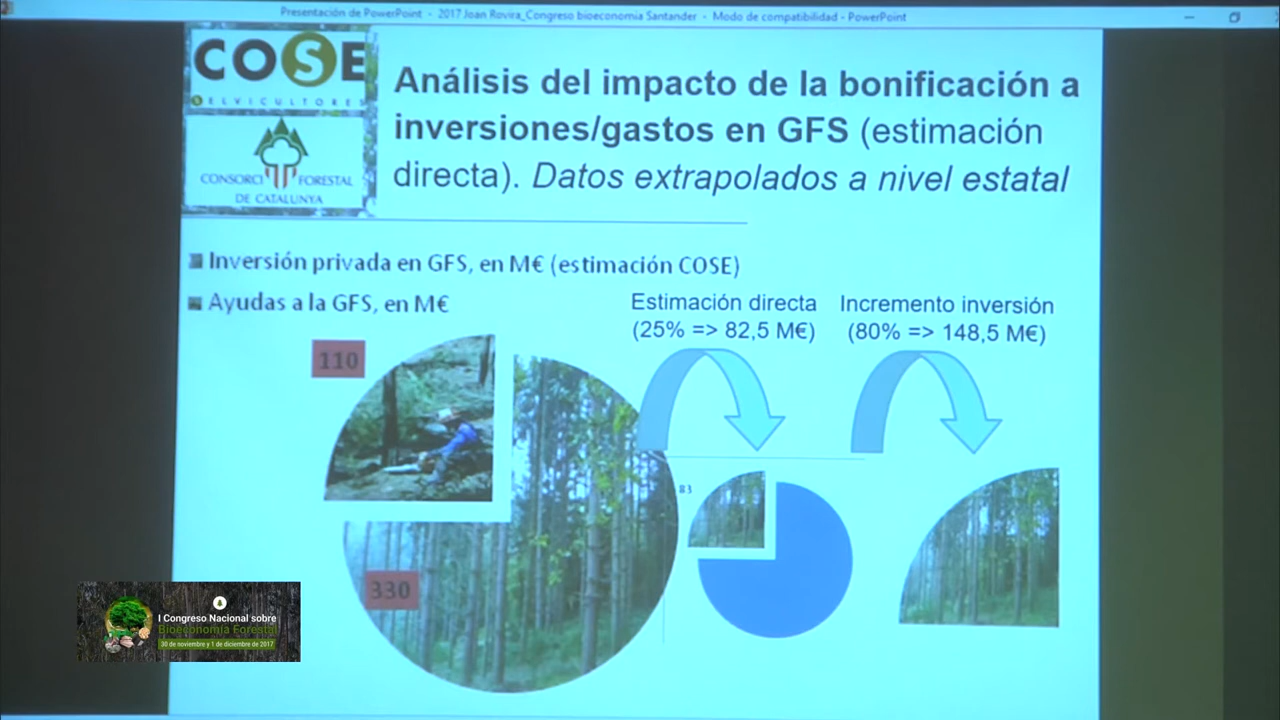 Presentación de PowerPoint - 2017 Joan Rovira_Congreso bioeconomia Santander - Modo de compatibilidad - PowerPoint
COSE
SELVICULTORES
CONSORCI FORESTAL
DE CATALUNYA
Análisis del impacto de la bonificación a
inversiones/gastos en GFS (estimación
directa). Datos extrapolados a nivel estatal
Inversión privada en GFS, en M€ (estimación COSE)
Ayudas a la GFS, en M€
Estimación directa
(25% => 82,5 M€)
Incremento inversión
(80% => 148,5 M€)
110
83
330
I Congreso Nacional sobre
Bioeconomía Forestal
30 de noviembre y 1 de diciembre de 2017